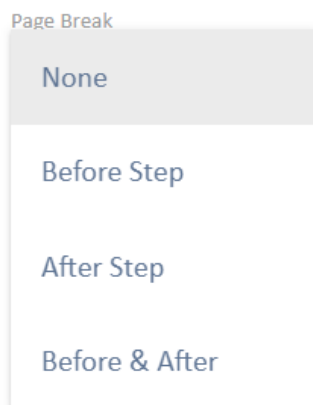 Page Break
None
Before Step
After Step
Before & After